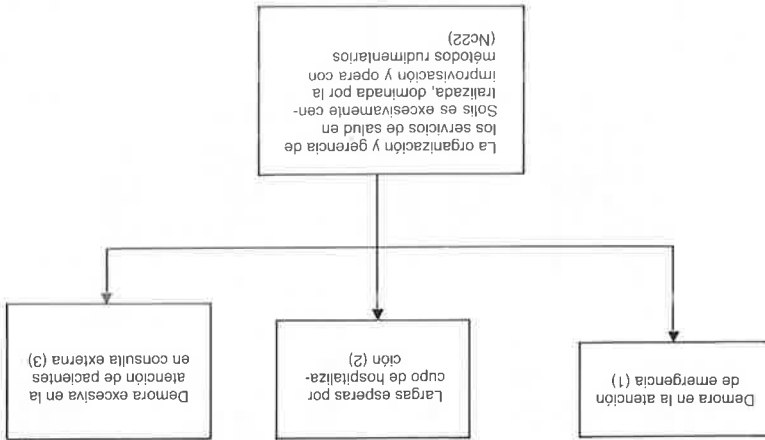 La organización y gerencia de
los servicios de salud en
Solis es excesivamente cen-
tralizada, dominada por la
improvisación y opera con
métodos rudimentarios
(Nc22)
Demora en la atención
de emergencia (1)
Largas esperas por
cupo de hospitaliza-
ción (2)
Demora excesiva en la
atención de pacientes
en consulta externa (3)